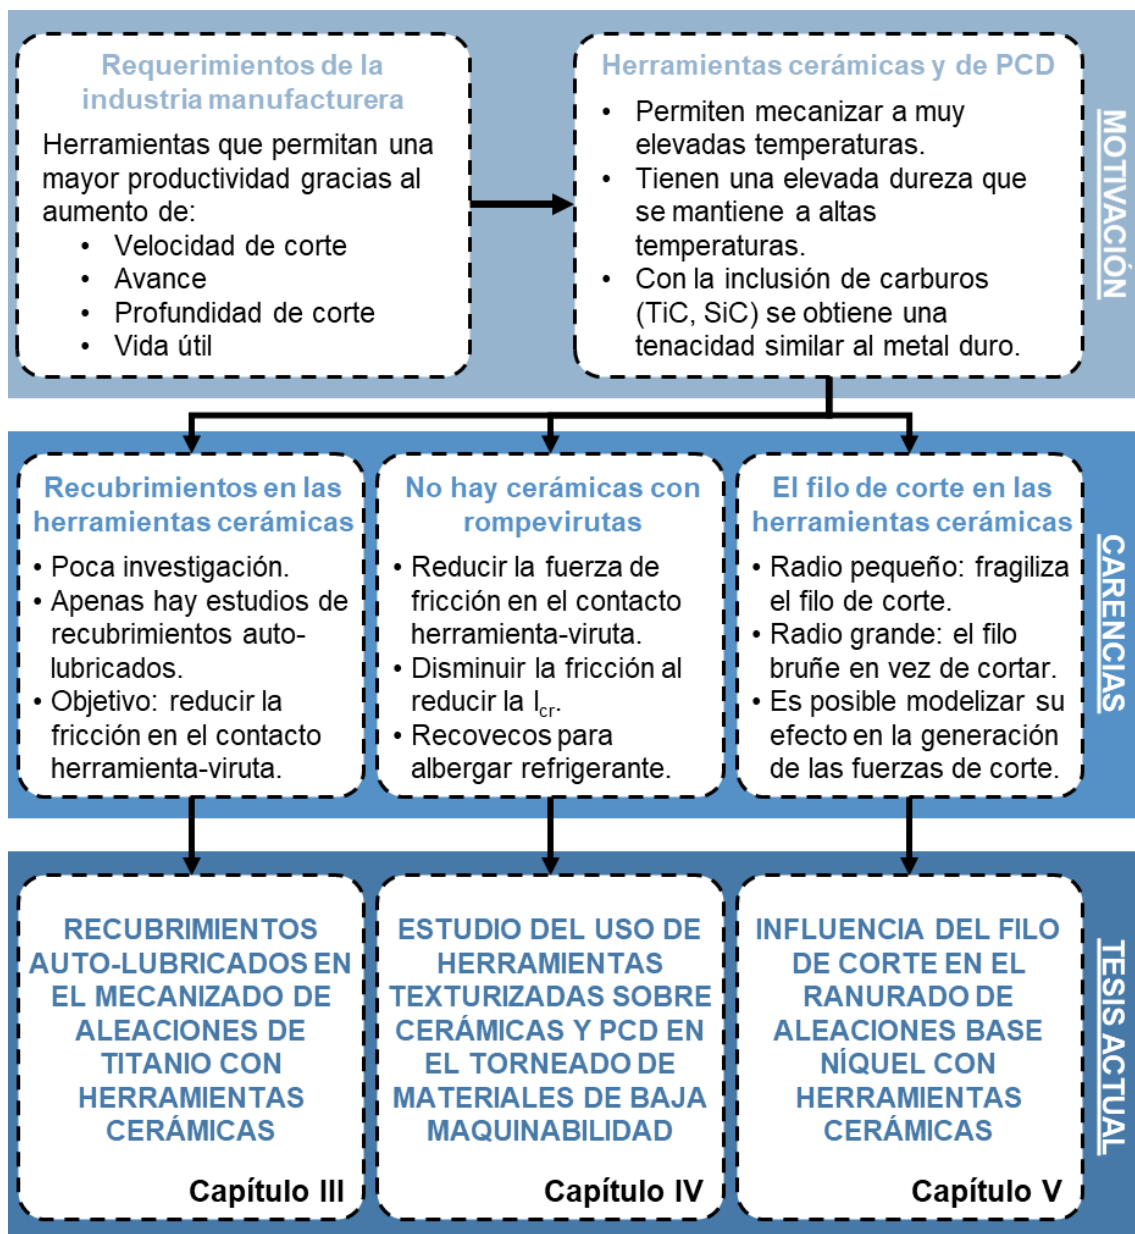 Requerimientos de la
industria manufacturera
Herramientas que permitan una
mayor productividad gracias al
aumento de:
• Velocidad de corte
• Avance
• Profundidad de corte
• Vida útil
Herramientas cerámicas y de PCD
• Permiten mecanizar a muy
elevadas temperaturas.
• Tienen una elevada dureza que
se mantiene a altas
temperaturas.
• Con la inclusión de carburos
(TiC, SiC) se obtiene una
tenacidad similar al metal duro.
MOTIVACIÓN
Recubrimientos en las
herramientas cerámicas
• Poca investigación.
• Apenas hay estudios de
recubrimientos auto-
lubricados.
• Objetivo: reducir la
fricción en el contacto
herramienta-viruta.
No hay cerámicas con
rompevirutas
• Reducir la fuerza de
fricción en el contacto
herramienta-viruta.
• Disminuir la fricción al
reducir la lcr.
• Recovecos para
albergar refrigerante.
El filo de corte en las
herramientas cerámicas
• Radio pequeño: fragiliza
el filo de corte.
• Radio grande: el filo
bruñe en vez de cortar.
• Es posible modelizar su
efecto en la generación
de las fuerzas de corte.
CARENCIAS
RECUBRIMIENTOS
AUTO-LUBRICADOS EN
EL MECANIZADO DE
ALEACIONES DE
TITANIO CON
HERRAMIENTAS
CERÁMICAS
Capítulo III
ESTUDIO DEL USO DE
HERRAMIENTAS
TEXTURIZADAS SOBRE
CERÁMICAS Y PCD EN
EL TORNEADO DE
MATERIALES DE BAJA
MAQUINABILIDAD
Capítulo IV
INFLUENCIA DEL FILO
DE CORTE EN EL
RANURADO DE
ALEACIONES BASE
NÍQUEL CON
HERRAMIENTAS
CERÁMICAS
Capítulo V
TESIS ACTUAL